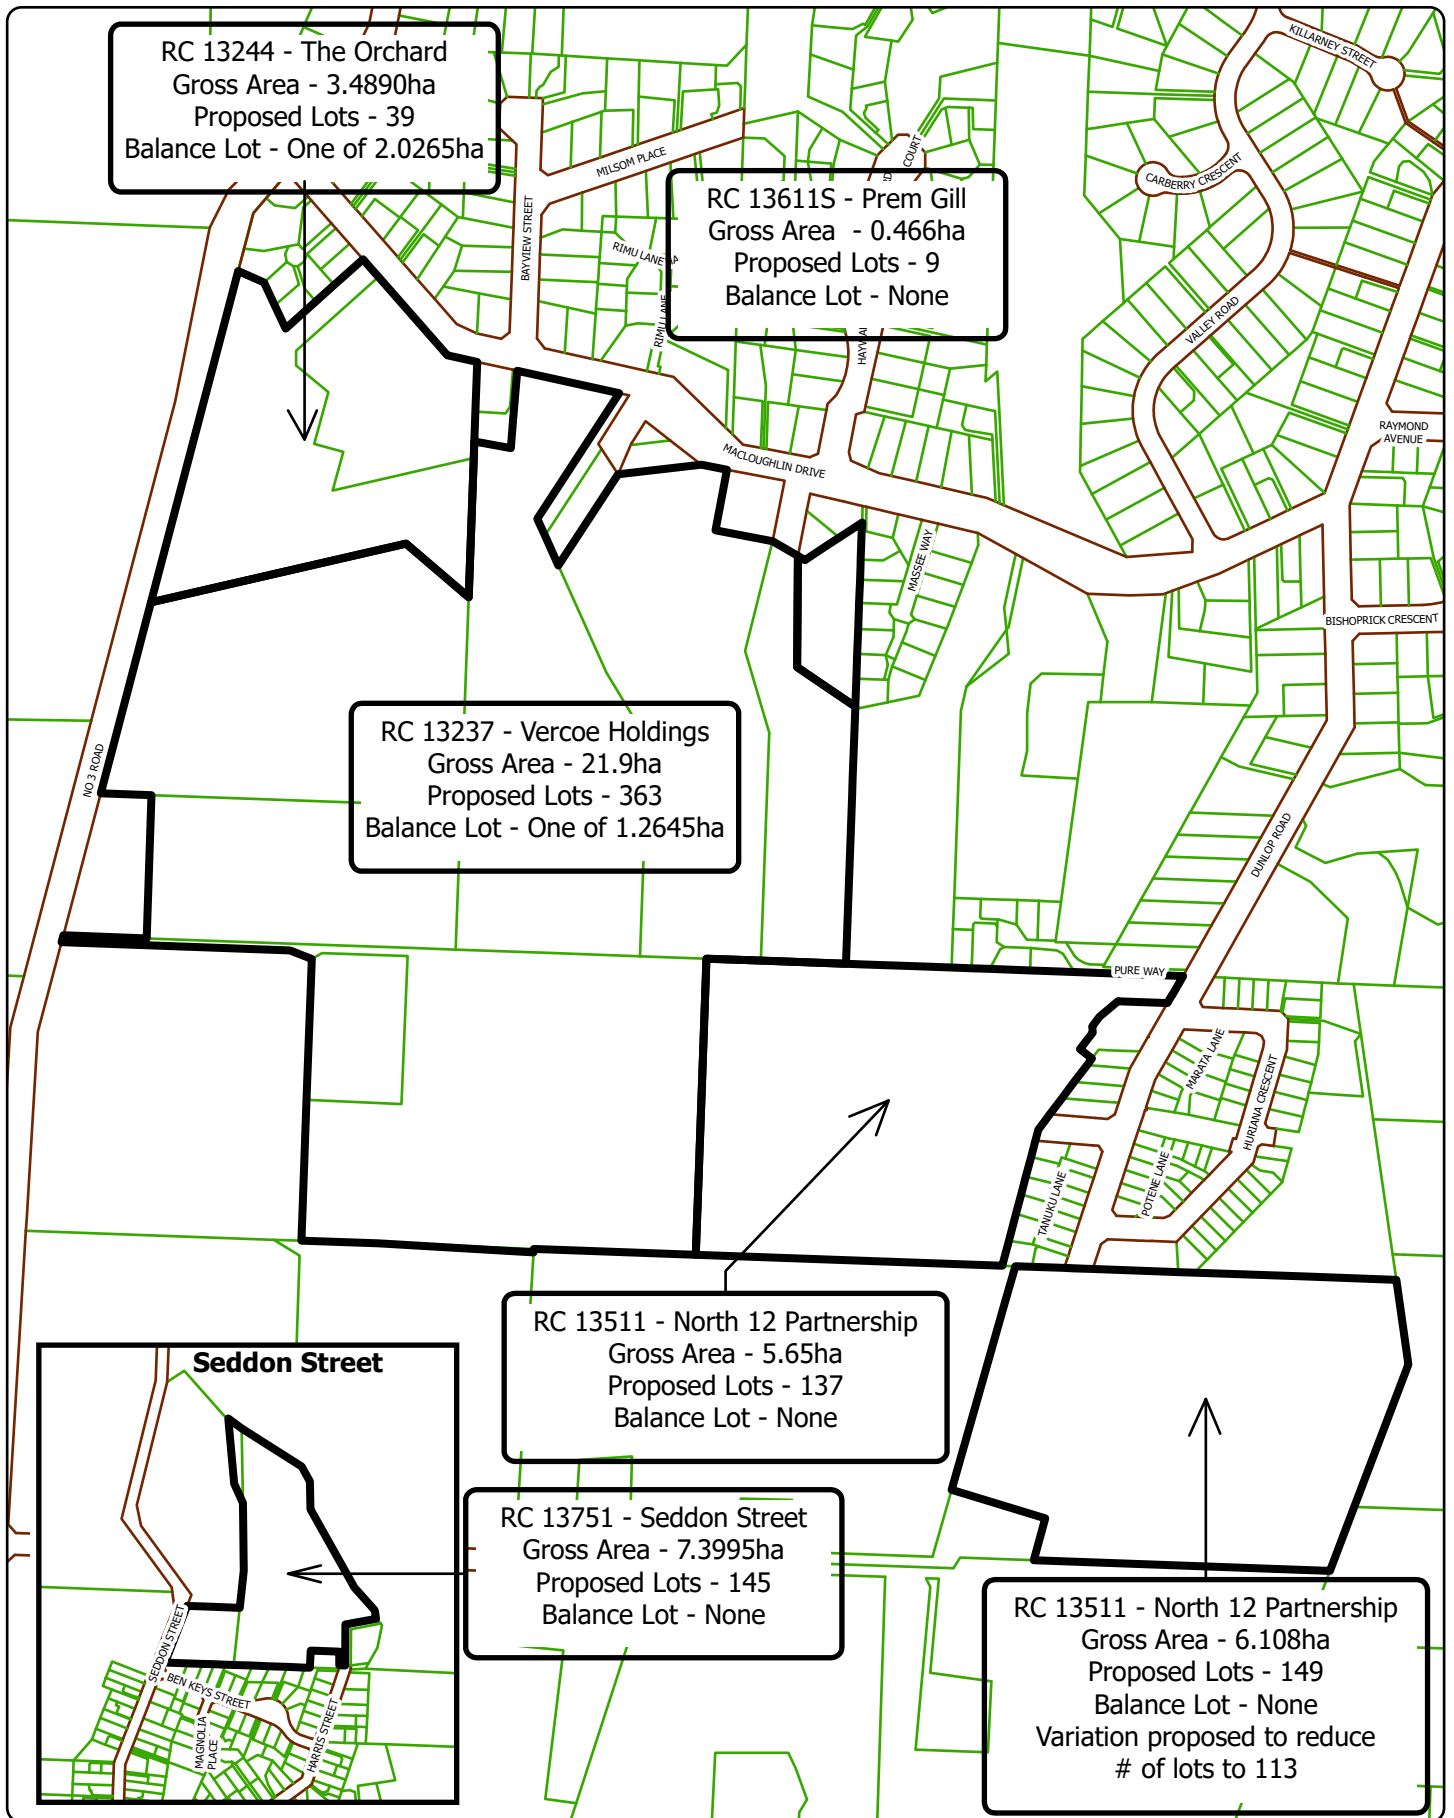 RC 13244 - The Orchard
Gross Area - 3.4890ha
Proposed Lots - 39
Balance Lot - One of 2.0265ha
KILLARNEY STREET
MILSOM PLACE
COURT
CARBERRY CRESCENT
RC 13611S - Prem Gill
Gross Area - 0.466ha
Proposed Lots - 9
Balance Lot - None
BAYVIEW STREET
RIMU LANE
RIMU LANE
VALLEY ROAD
RAYMOND
AVENUE
MACLOUGHLIN DRIVE
MASSEE WAY
BISHOPRICK CRESCENT
RC 13237 - Vercoe Holdings
Gross Area - 21.9ha
Proposed Lots - 363
Balance Lot - One of 1.2645ha
NO 3 ROAD
DUNLOP ROAD
PURE WAY
MARATA LANE
HURIANA CRESCENT
POTENE LANE
TANUKU LANE
RC 13511 - North 12 Partnership
Gross Area - 5.65ha
Proposed Lots - 137
Balance Lot - None
Seddon Street
SEDDON STREET
BEN KEYS STREET
MAGNOLIA
PLACE
HARRIS STREET
RC 13751 - Seddon Street
Gross Area - 7.3995ha
Proposed Lots - 145
Balance Lot - None
RC 13511 - North 12 Partnership
Gross Area - 6.108ha
Proposed Lots - 149
Balance Lot - None
Variation proposed to reduce
# of lots to 113